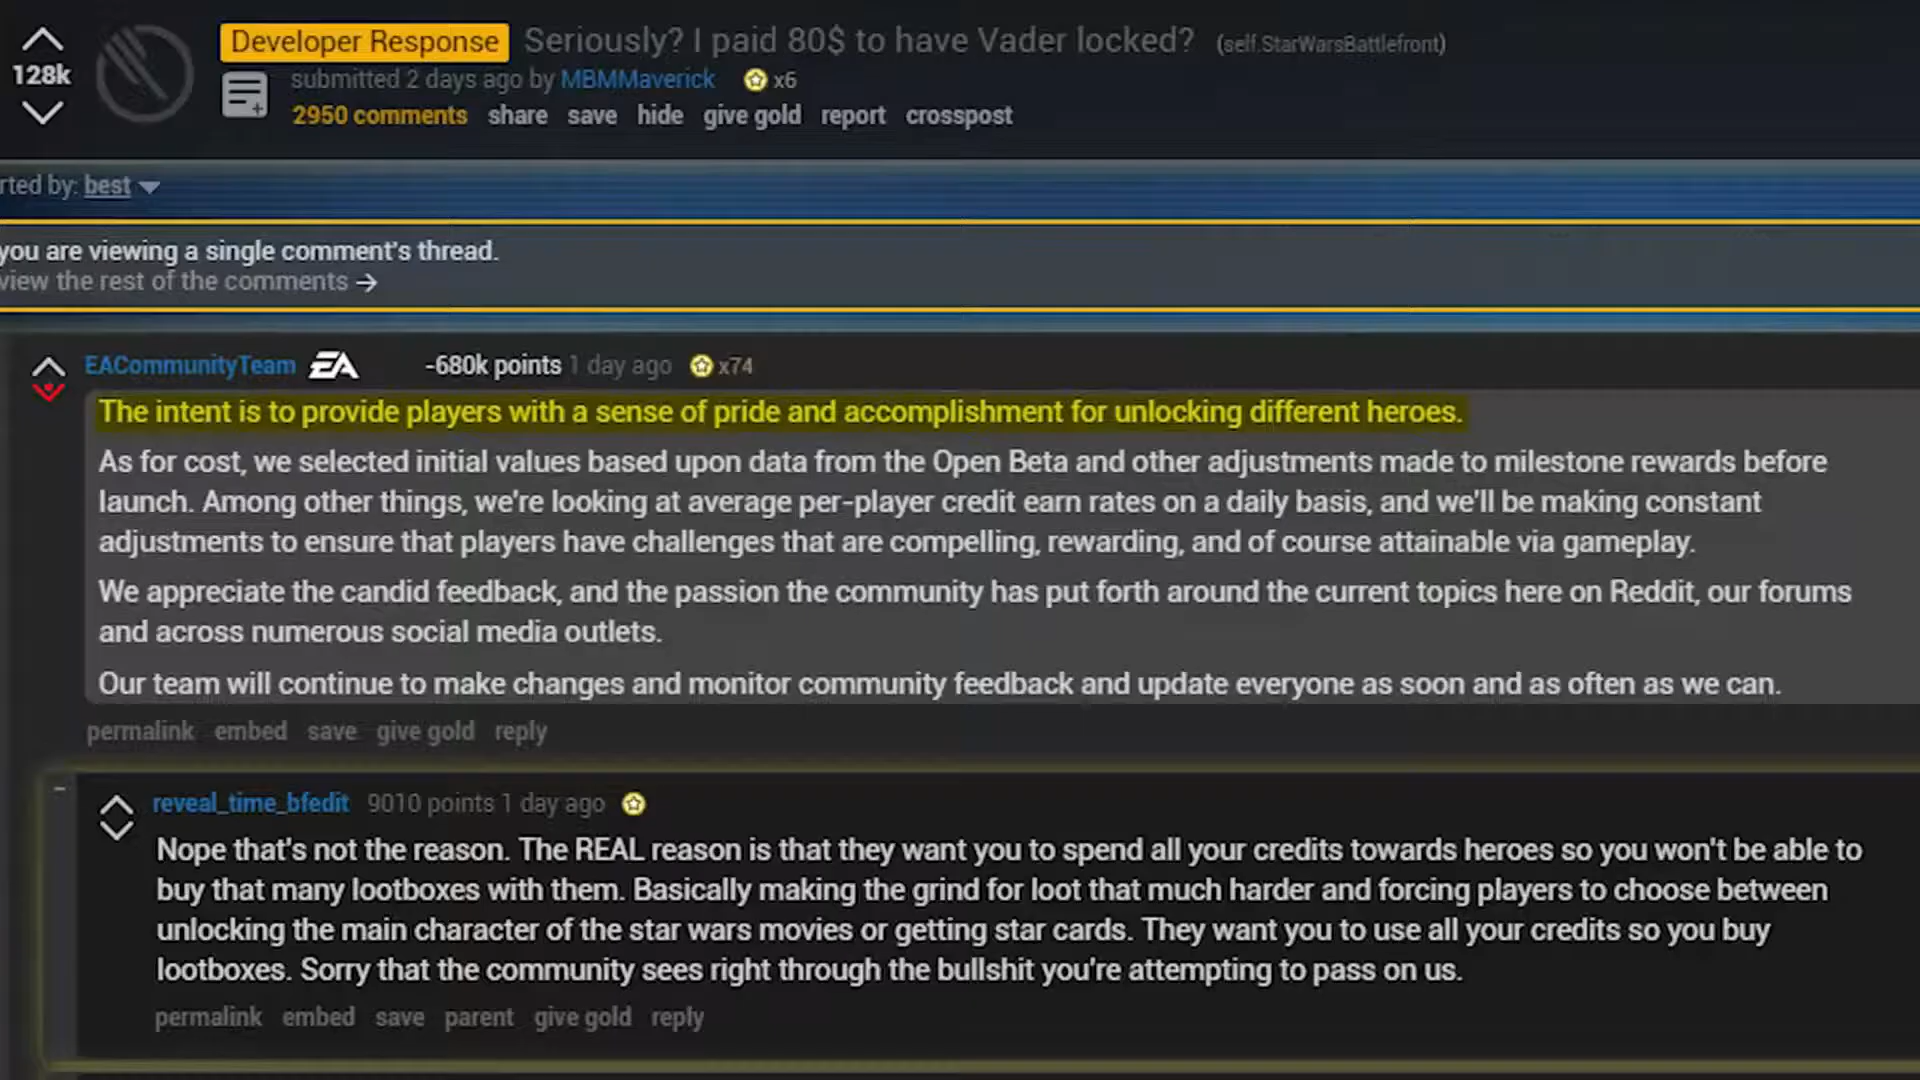 128k
Developer Response Seriously? I paid 80$ to have Vader locked? (self.StarWarsBattlefront)
submitted 2 days ago by MBMMaverick x6
2950 comments share save hide give gold report crosspost
rted by: best
you are viewing a single comment's thread.
view the rest of the comments →
EACommunityTeam EA -680k points 1 day ago x74
The intent is to provide players with a sense of pride and accomplishment for unlocking different heroes.
As for cost, we selected initial values based upon data from the Open Beta and other adjustments made to milestone rewards before
launch. Among other things, we're looking at average per-player credit earn rates on a daily basis, and we'll be making constant
adjustments to ensure that players have challenges that are compelling, rewarding, and of course attainable via gameplay.
We appreciate the candid feedback, and the passion the community has put forth around the current topics here on Reddit, our forums
and across numerous social media outlets.
Our team will continue to make changes and monitor community feedback and update everyone as soon and as often as we can.
permalink embed save give gold reply
reveal_time_bfedit 9010 points 1 day ago
Nope that's not the reason. The REAL reason is that they want you to spend all your credits towards heroes so you won't be able to
buy that many lootboxes with them. Basically making the grind for loot that much harder and forcing players to choose between
unlocking the main character of the star wars movies or getting star cards. They want you to use all your credits so you buy
lootboxes. Sorry that the community sees right through the bullshit you're attempting to pass on us.
permalink embed save parent give gold reply